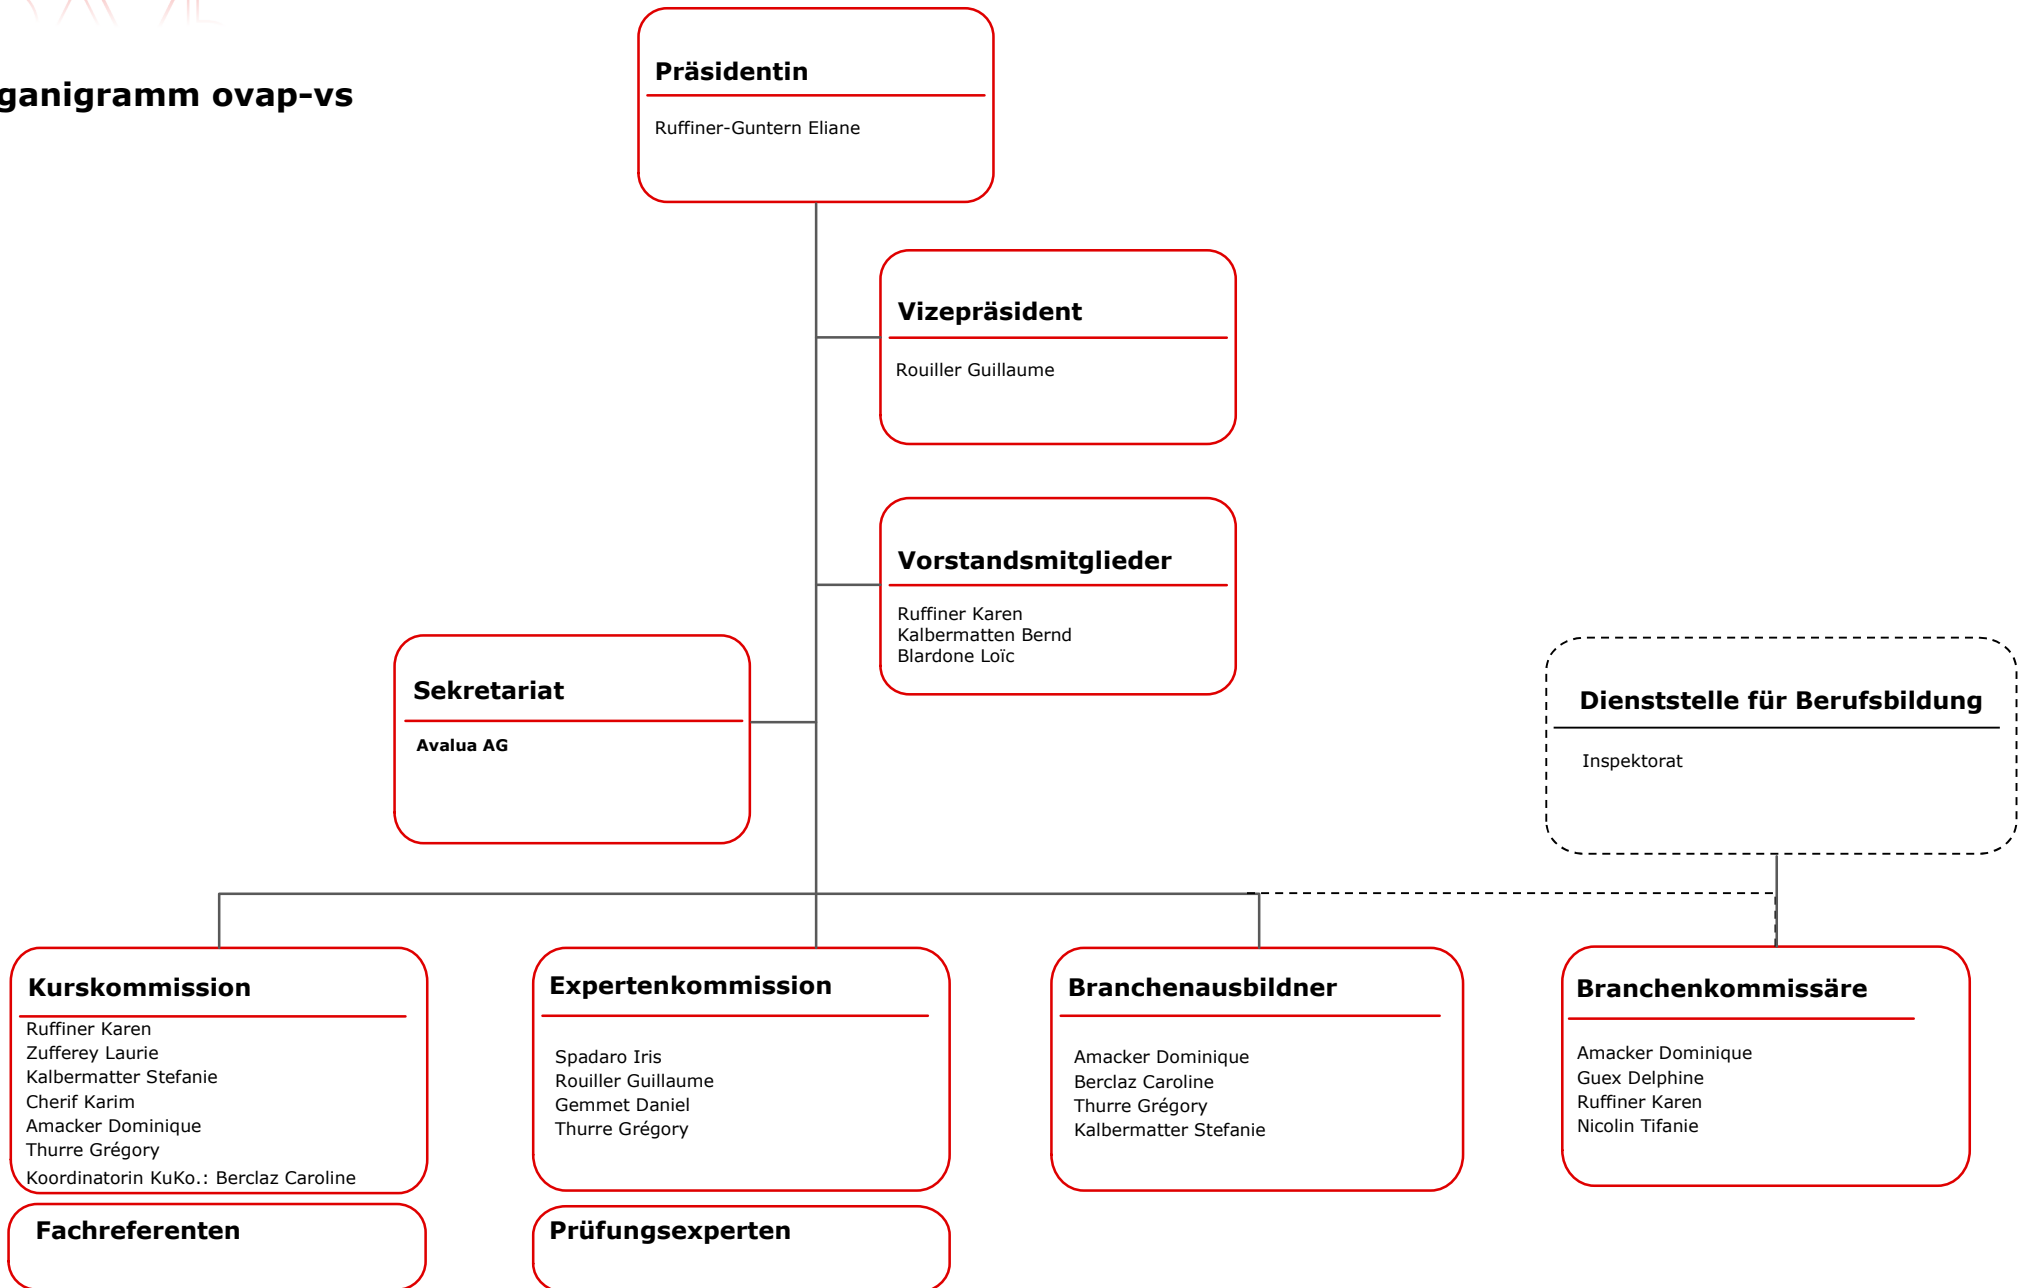 ganigramm ovap-vs
Präsidentin
Ruffiner-Guntern Eliane
Vizepräsident
Rouiller Guillaume
Vorstandsmitglieder
Ruffiner Karen
Kalbermatten Bernd
Blardone Loïc
Sekretariat
Avalua AG
Dienststelle für Berufsbildung
Inspektorat
Kurskommission
Ruffiner Karen
Zufferey Laurie
Kalbermatter Stefanie
Cherif Karim
Amacker Dominique
Thurre Grégory
Koordinatorin KuKo.: Berclaz Caroline
Fachreferenten
Expertenkommission
Spadaro Iris
Rouiller Guillaume
Gemmet Daniel
Thurre Grégory
Prüfungsexperten
Branchenausbildner
Amacker Dominique
Berclaz Caroline
Thurre Grégory
Kalbermatter Stefanie
Branchenkommissäre
Amacker Dominique
Guex Delphine
Ruffiner Karen
Nicolin Tifanie